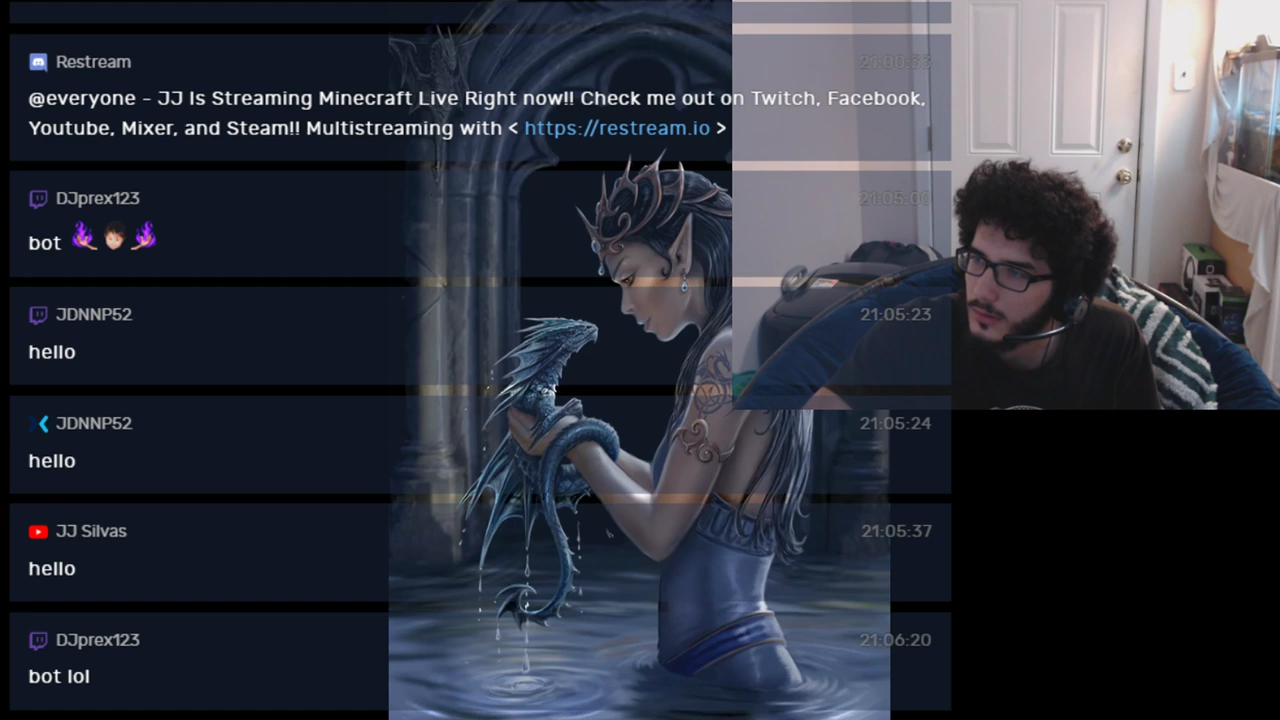 Restream
21:00:33
@everyone - JJ Is Streaming Minecraft Live Right now!! Check me out on Twitch, Facebook,
Youtube, Mixer, and Steam!! Multistreaming with < https://restream.io >
DJprex123
21:05:00
bot
JDNNP52
21:05:23
hello
JDNNP52
21:05:24
hello
JJ Silvas
21:05:37
hello
DJprex123
21:06:20
bot lol